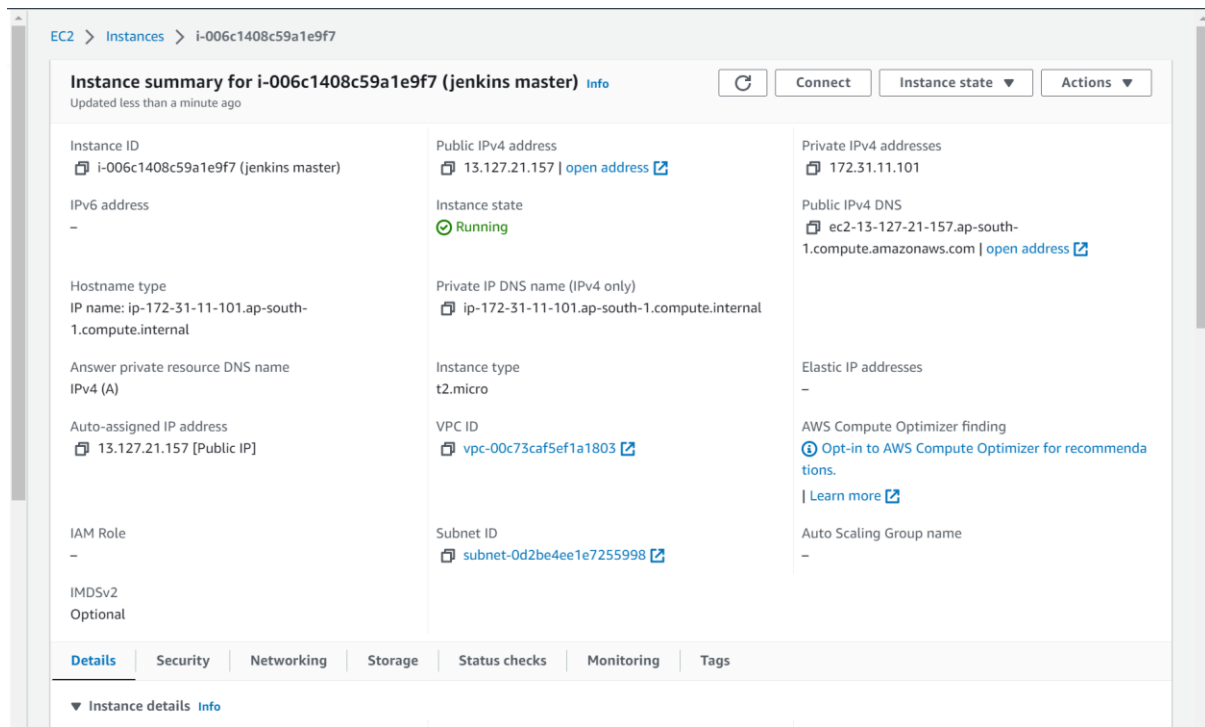 EC2 > Instances > i-006c1408c59a1e9f7
Instance summary for i-006c1408c59a1e9f7 (jenkins master) Info
Updated less than a minute ago
Connect
Instance state
Actions
Instance ID
i-006c1408c59a1e9f7 (jenkins master)
Public IPv4 address
13.127.21.157 | open address
Private IPv4 addresses
172.31.11.101
IPv6 address
–
Instance state
Running
Public IPv4 DNS
ec2-13-127-21-157.ap-south-
1.compute.amazonaws.com | open address
Hostname type
IP name: ip-172-31-11-101.ap-south-
1.compute.internal
Private IP DNS name (IPv4 only)
ip-172-31-11-101.ap-south-1.compute.internal
Answer private resource DNS name
IPv4 (A)
Instance type
t2.micro
Elastic IP addresses
–
Auto-assigned IP address
13.127.21.157 [Public IP]
VPC ID
vpc-00c73caf5ef1a1803
AWS Compute Optimizer finding
Opt-in to AWS Compute Optimizer for recommenda
tions.
| Learn more
IAM Role
–
Subnet ID
subnet-0d2be4ee1e7255998
Auto Scaling Group name
–
IMDSv2
Optional
Details
Security
Networking
Storage
Status checks
Monitoring
Tags
Instance details Info